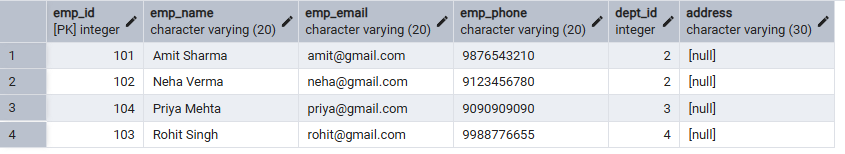 emp_id emp_name emp_email emp_phone dept_id address
[PK] integer character varying (20) character varying (20) character varying (20) integer character varying (30)
1 101 Amit Sharma amit@gmail.com 9876543210 2 [null]
2 102 Neha Verma neha@gmail.com 9123456780 2 [null]
3 104 Priya Mehta priya@gmail.com 9090909090 3 [null]
4 103 Rohit Singh rohit@gmail.com 9988776655 4 [null]